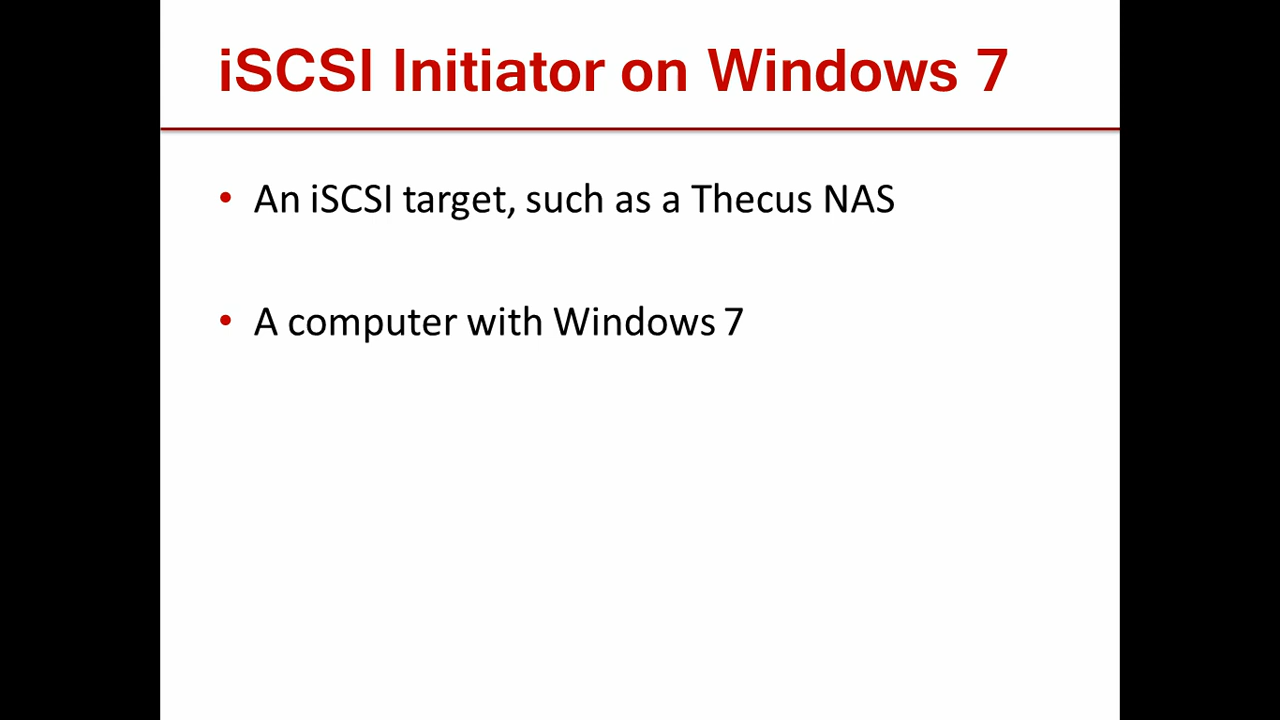 iSCSI Initiator on Windows 7
• An iSCSI target, such as a Thecus NAS
• A computer with Windows 7